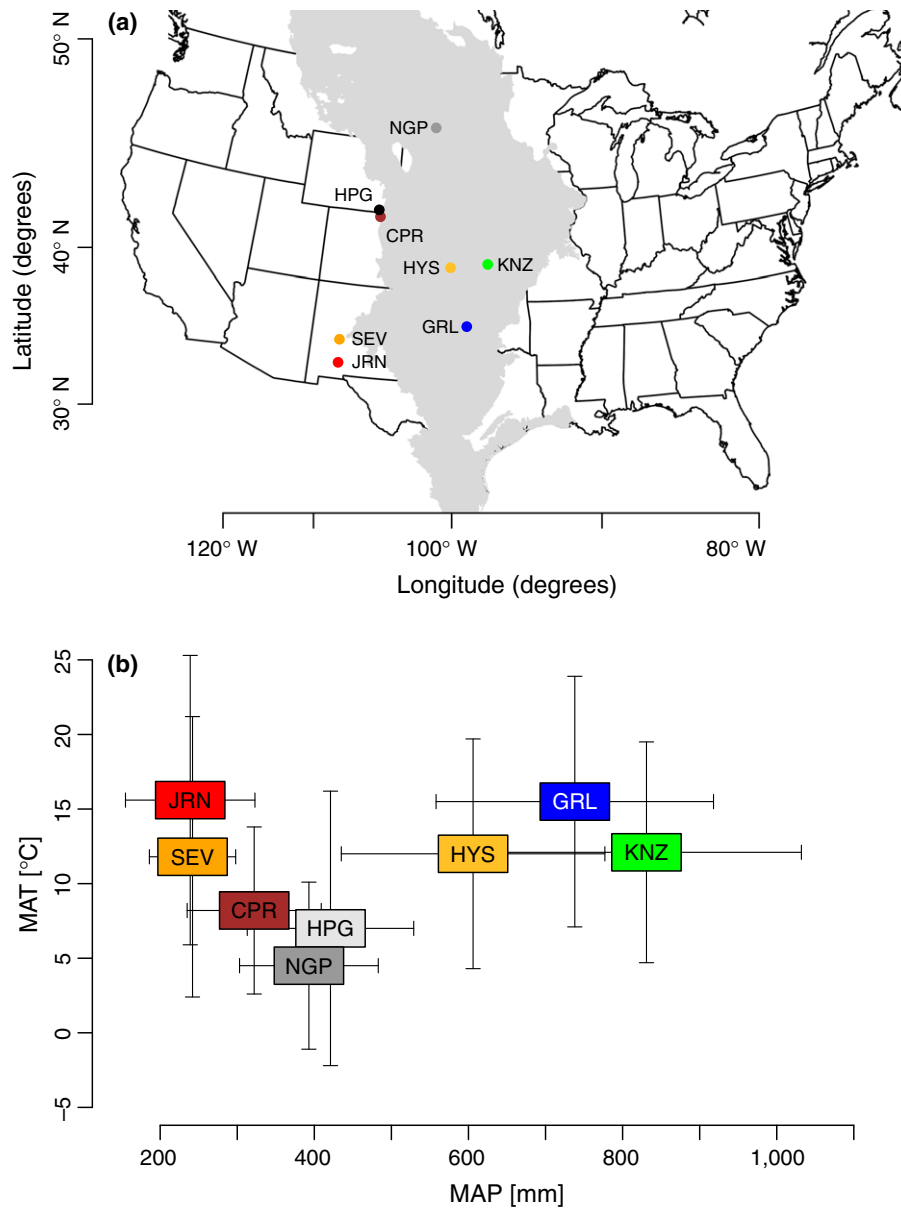 (a)
50° N
40° N
30° N
Latitude (degrees)
NGP
HPG
CPR
HYS
KNZ
GRL
SEV
JRN
120° W
100° W
80° W
Longitude (degrees)
(b)
25
20
15
10
5
0
−5
MAT [°C]
JRN
SEV
CPR
HPG
NGP
HYS
GRL
KNZ
200
400
600
800
1,000
MAP [mm]